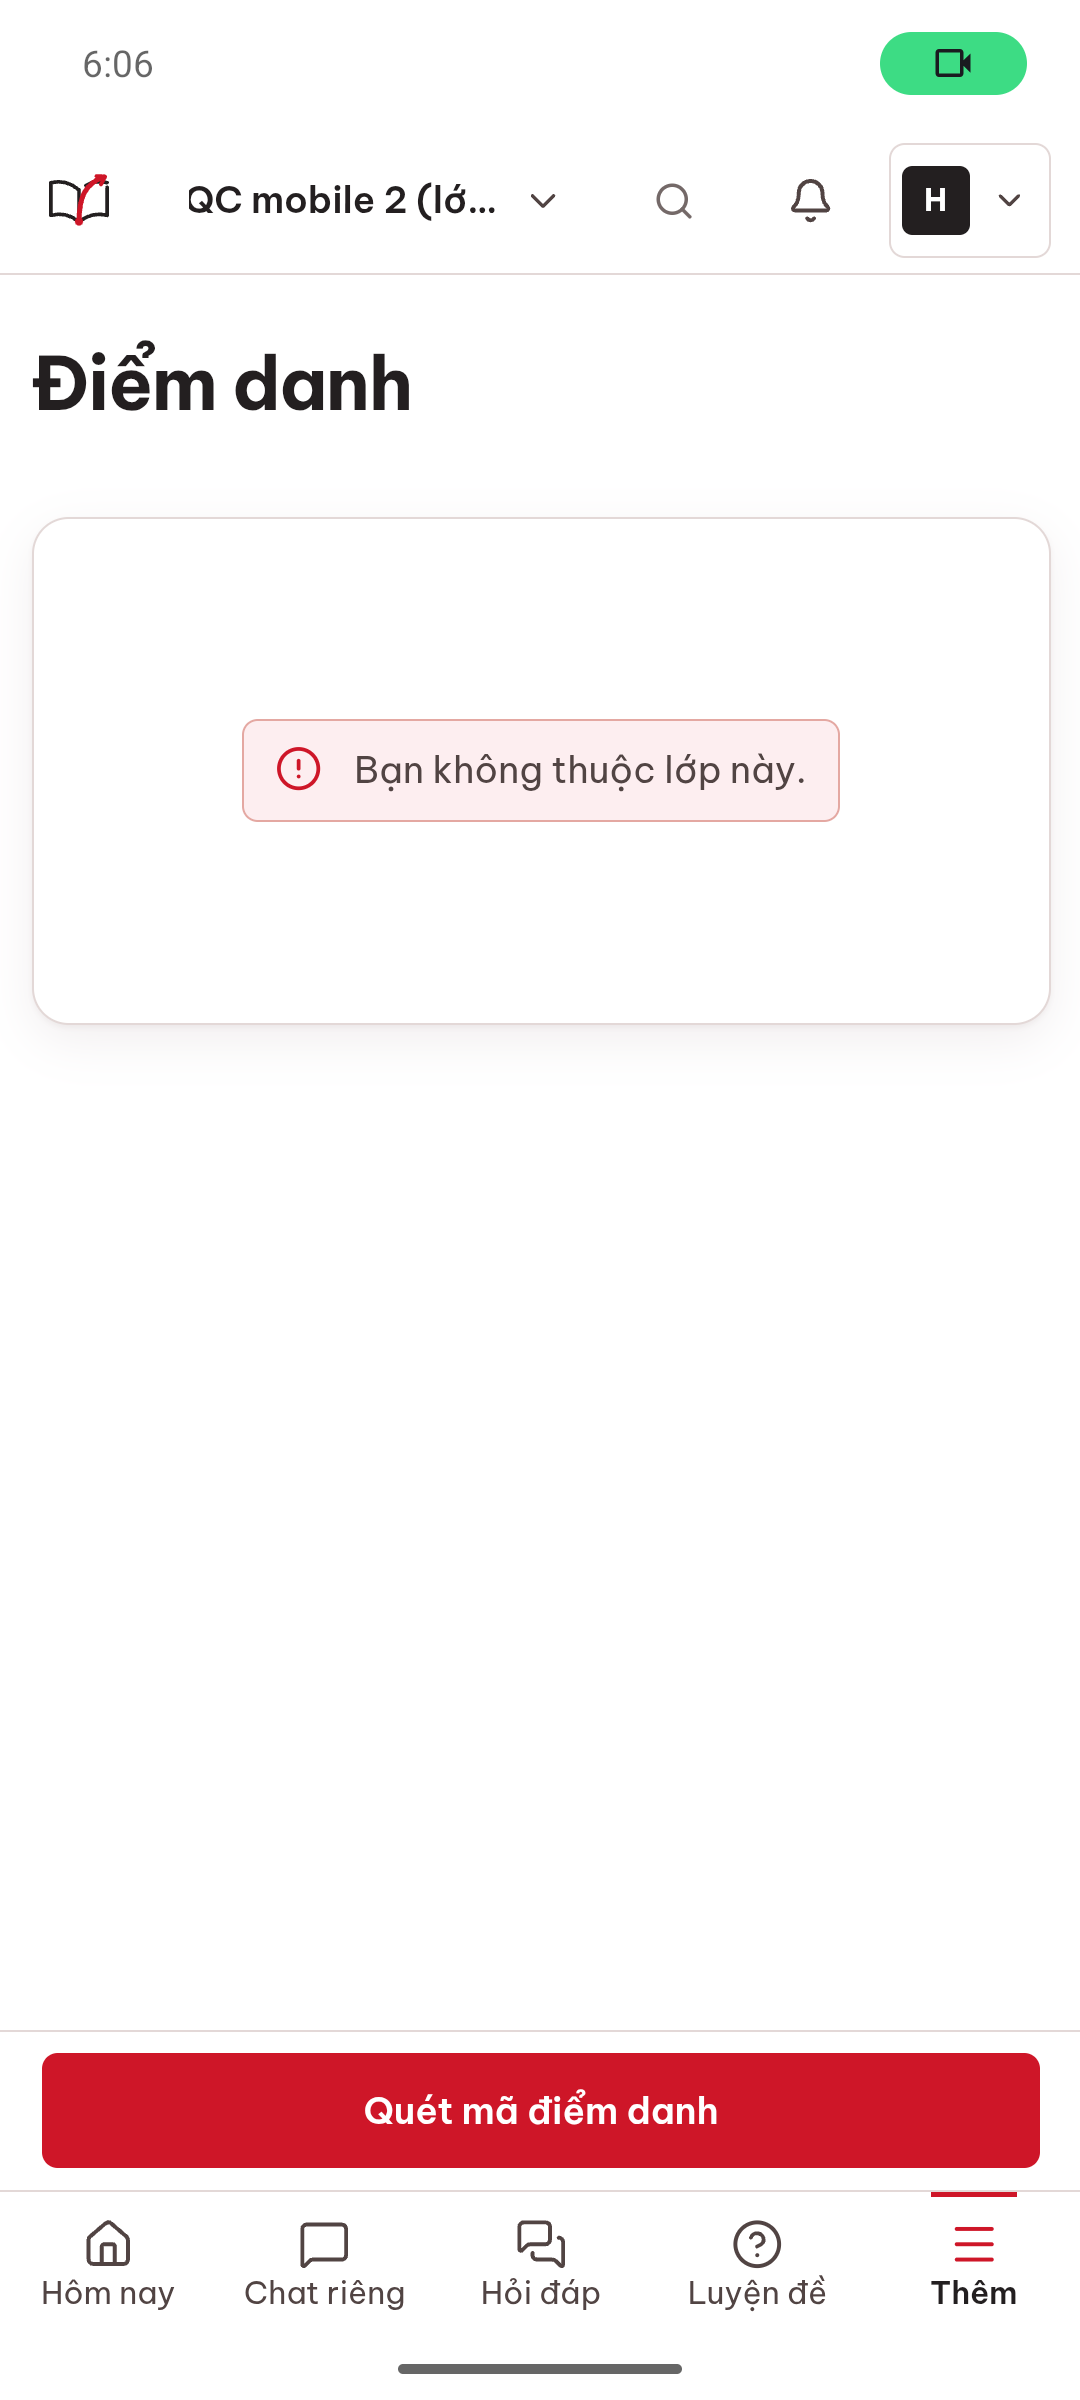 6:06
QC mobile 2 (lớ...
H
Điểm danh
Bạn không thuộc lớp này.
Quét mã điểm danh
Hôm nay
Chat riêng
Hỏi đáp
Luyện đề
Thêm